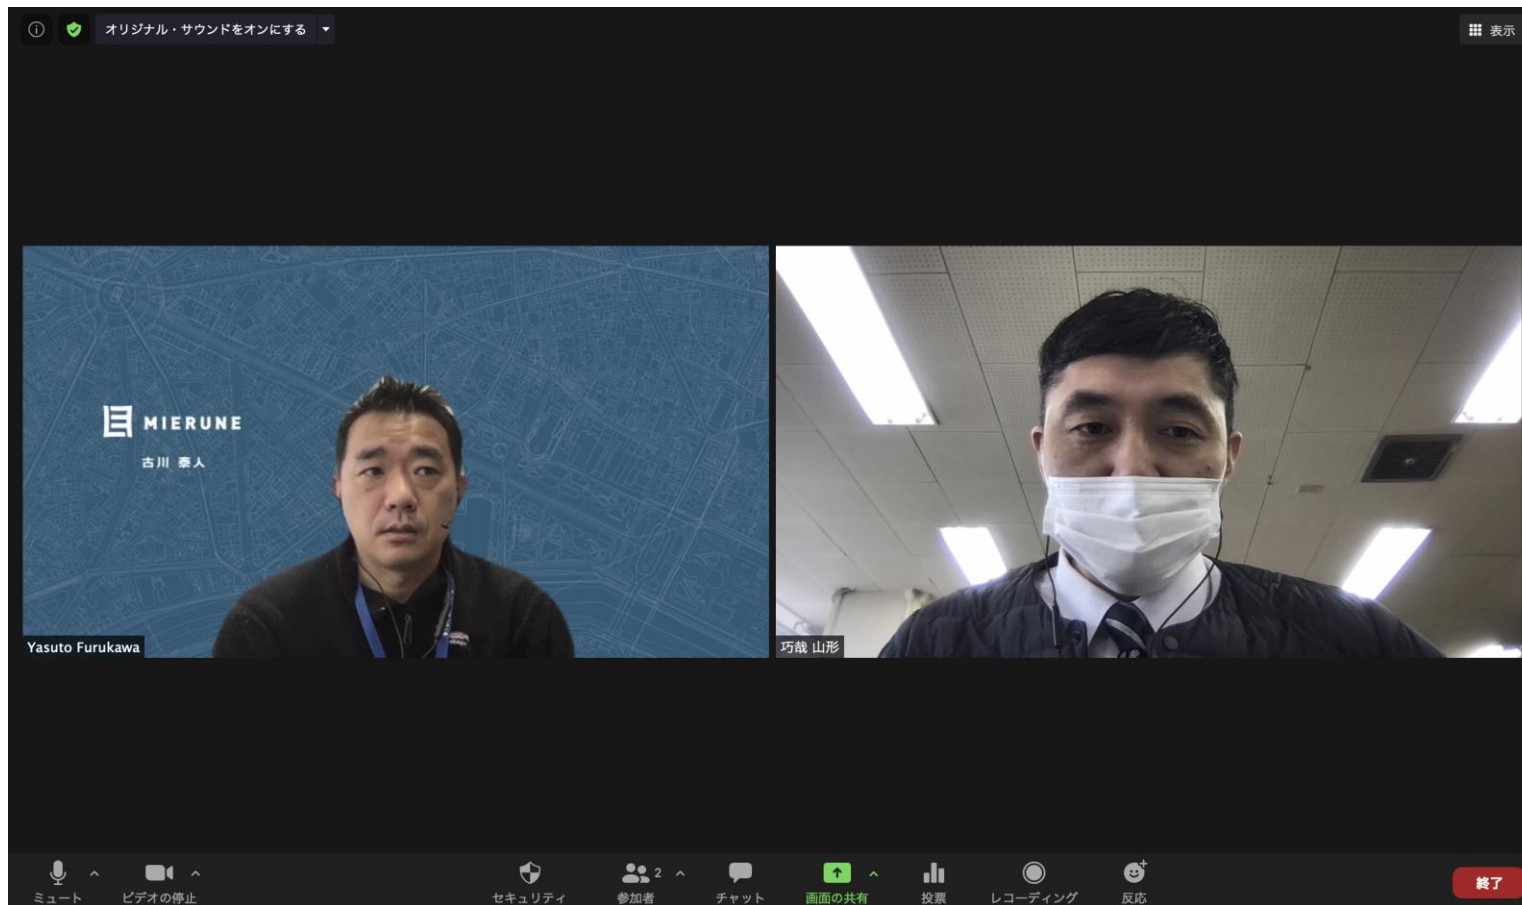 オリジナル・サウンドをオンにする
表示
MIERUNE
古川 泰人
Yasuto Furukawa
巧哉 山形
ミュート
ビデオの停止
セキュリティ
2
参加者
チャット
画面の共有
投票
レコーディング
反応
終了